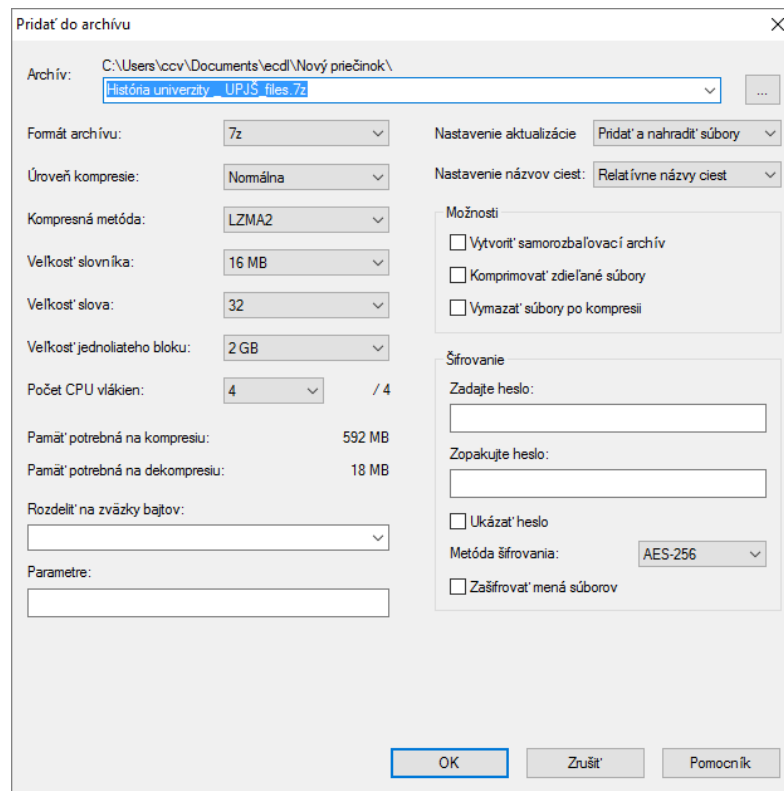 Pridať do archívu
C:\Users\ccv\Documents\ecdl\Nový priečinok\
Archív:
História univerzity _ UPJŠ_files.7z
...
Formát archívu: 7z
Úroveň kompresie: Normálna
Kompresná metóda: LZMA2
Veľkosť slovníka: 16 MB
Veľkosť slova: 32
Veľkosť jednoliateho bloku: 2 GB
Počet CPU vlákien: 4 / 4
Pamäť potrebná na kompresiu: 592 MB
Pamäť potrebná na dekompresiu: 18 MB
Rozdeliť na zväzky bajtov:
Parametre:
Nastavenie aktualizácie Pridať a nahradiť súbory
Nastavenie názvov ciest: Relatívne názvy ciest
Možnosti
Vytvoriť samorozbaľovací archív
Komprimovať zdieľané súbory
Vymazať súbory po kompresii
Šifrovanie
Zadajte heslo:
Zopakujte heslo:
Ukázať heslo
Metóda šifrovania: AES-256
Zašifrovať mená súborov
OK Zrušiť Pomocník